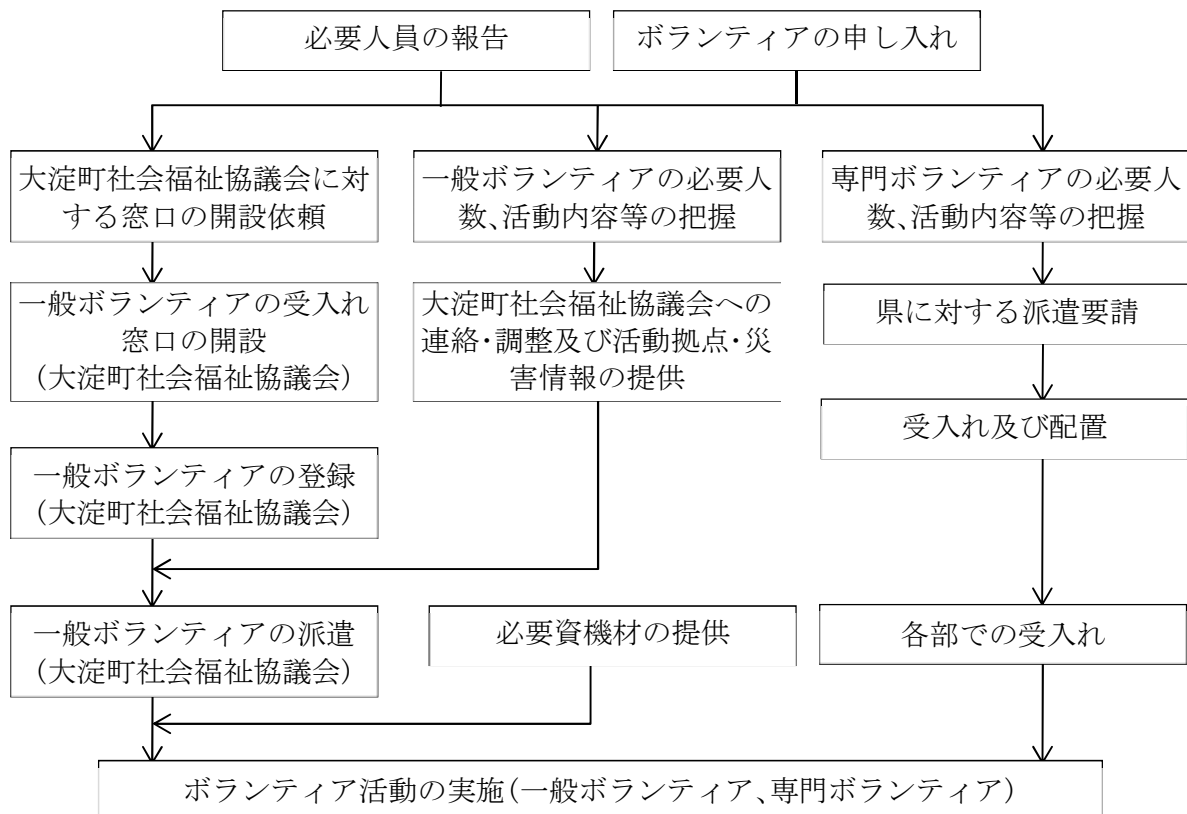 必要人員の報告
ボランティアの申し入れ
大淀町社会福祉協議会に対
する窓口の開設依頼
一般ボランティアの必要人
数、活動内容等の把握
専門ボランティアの必要人
数、活動内容等の把握
一般ボランティアの受入れ
窓口の開設
（大淀町社会福祉協議会）
大淀町社会福祉協議会への
連絡・調整及び活動拠点・災
害情報の提供
県に対する派遣要請
受入れ及び配置
一般ボランティアの登録
（大淀町社会福祉協議会）
一般ボランティアの派遣
（大淀町社会福祉協議会）
必要資機材の提供
各部での受入れ
ボランティア活動の実施（一般ボランティア、専門ボランティア）